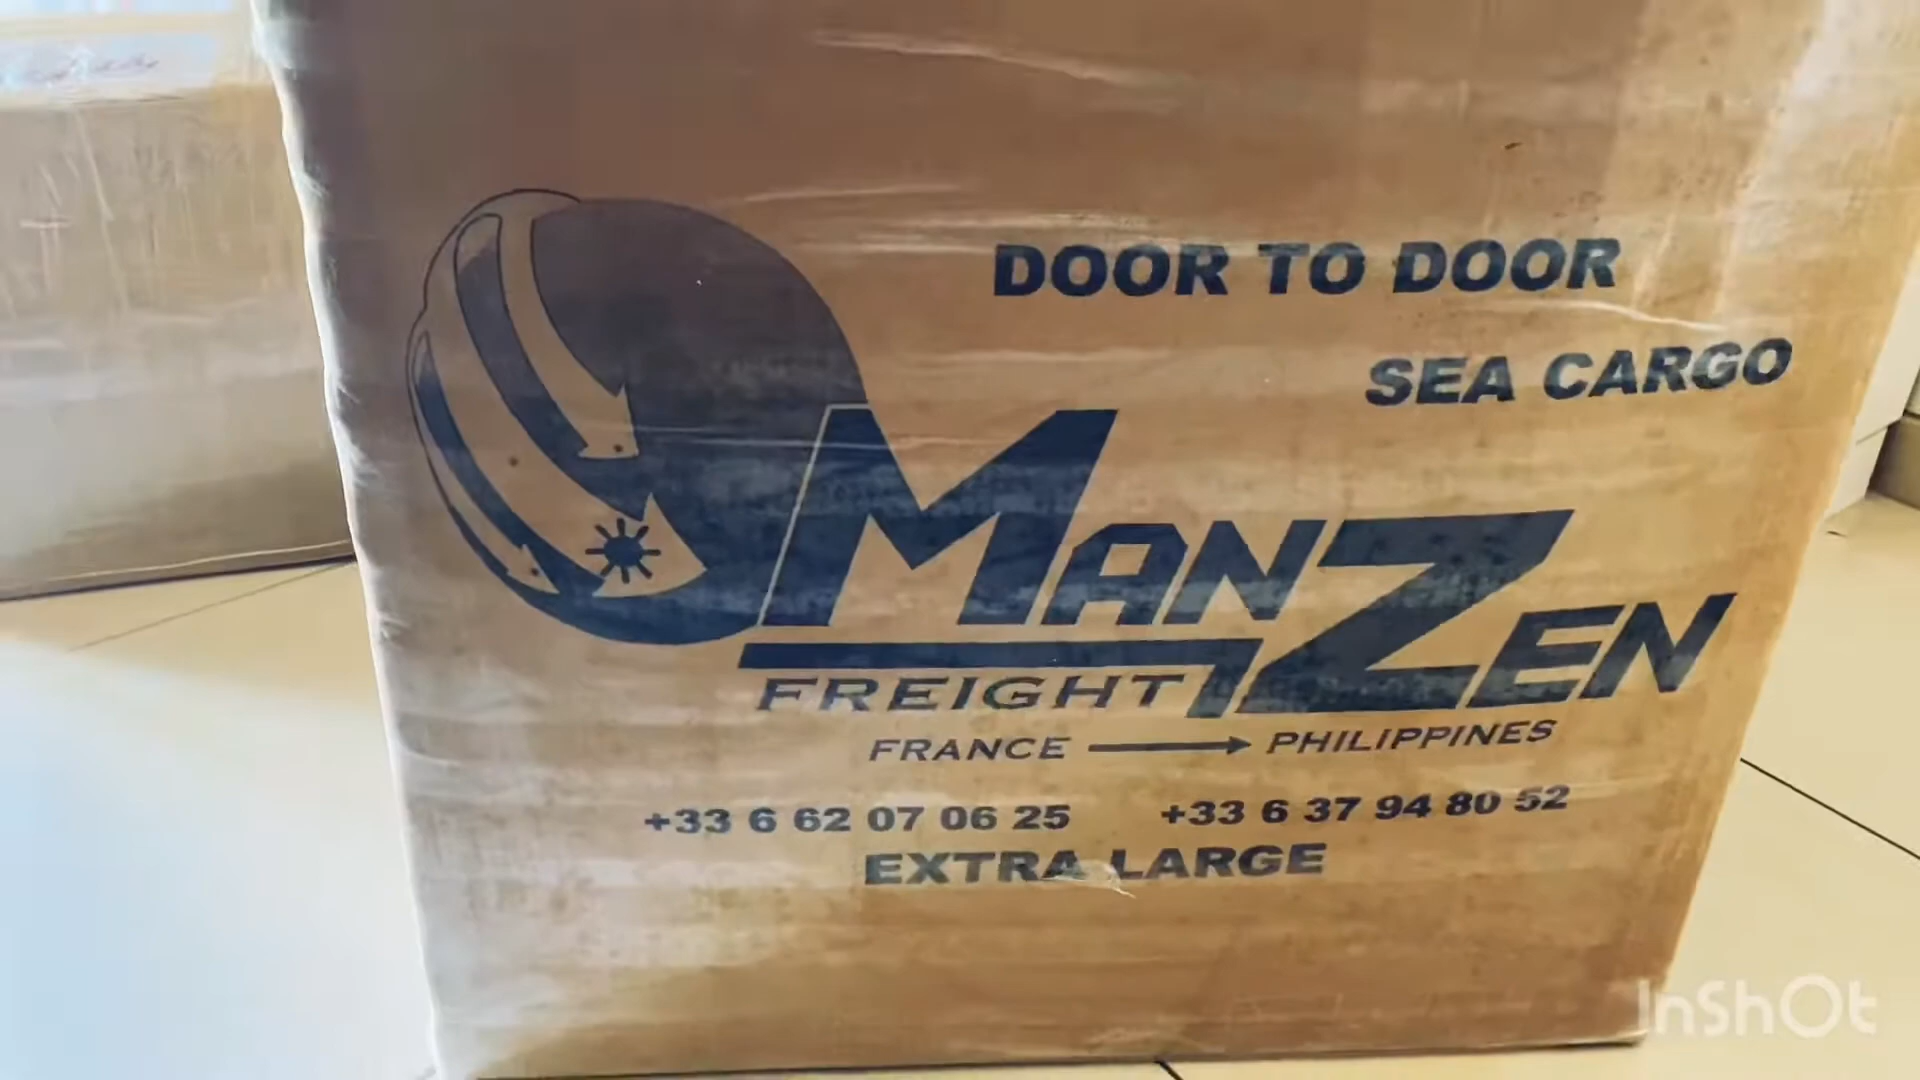 DOOR TO DOOR
SEA CARGO
MANZEN
FREIGHT
FRANCE PHILIPPINES
+33 6 62 07 06 25 +33 6 37 94 80 52
EXTRA LARGE
InShOt